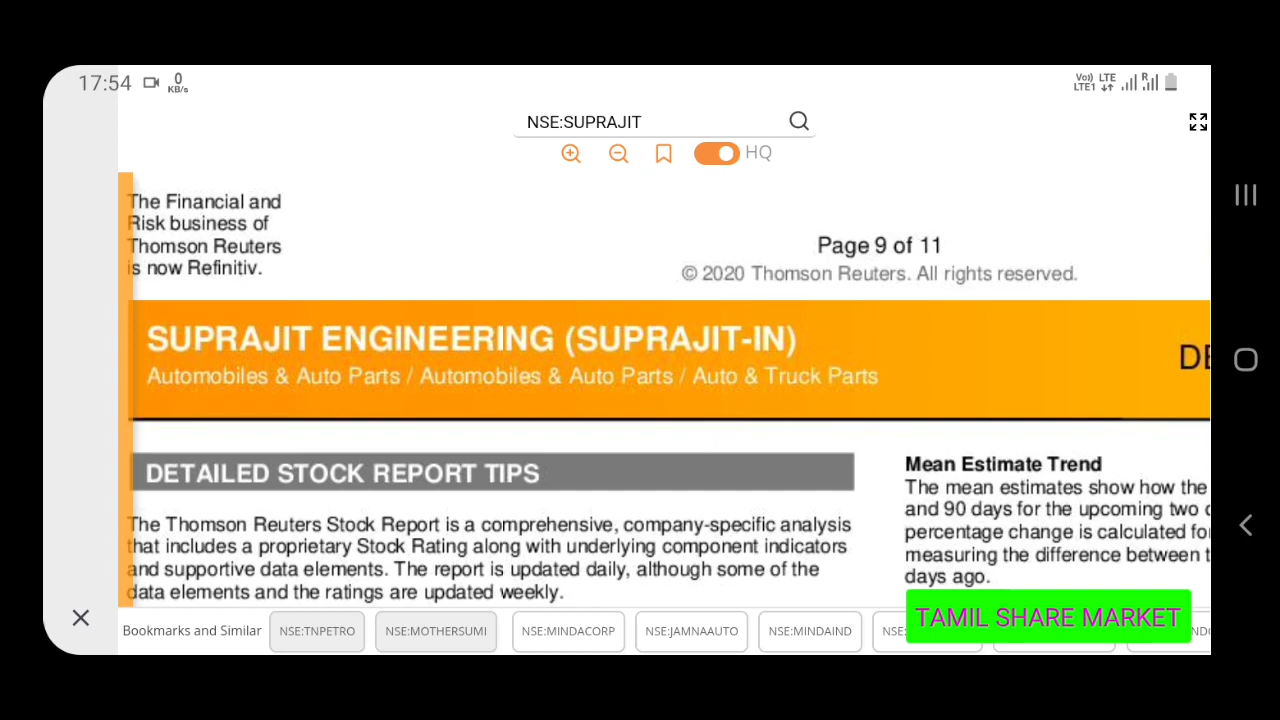 17:54
0
KB/s
Vo)) LTE
LTE1
R
NSE:SUPRAJIT
HQ
The Financial and
Risk business of
Thomson Reuters
is now Refinitiv.
Page 9 of 11
© 2020 Thomson Reuters. All rights reserved.
SUPRAJIT ENGINEERING (SUPRAJIT-IN)
Automobiles & Auto Parts / Automobiles & Auto Parts / Auto & Truck Parts
DE
DETAILED STOCK REPORT TIPS
The Thomson Reuters Stock Report is a comprehensive, company-specific analysis
that includes a proprietary Stock Rating along with underlying component indicators
and supportive data elements. The report is updated daily, although some of the
data elements and the ratings are updated weekly.
Mean Estimate Trend
The mean estimates show how the
and 90 days for the upcoming two
percentage change is calculated fo
measuring the difference between t
days ago.
Bookmarks and Similar
NSE:TNPETRO
NSE:MOTHERSUMI
NSE:MINDACORP
NSE:JAMNAAUTO
NSE:MINDAIND
NSE:
TAMIL SHARE MARKET